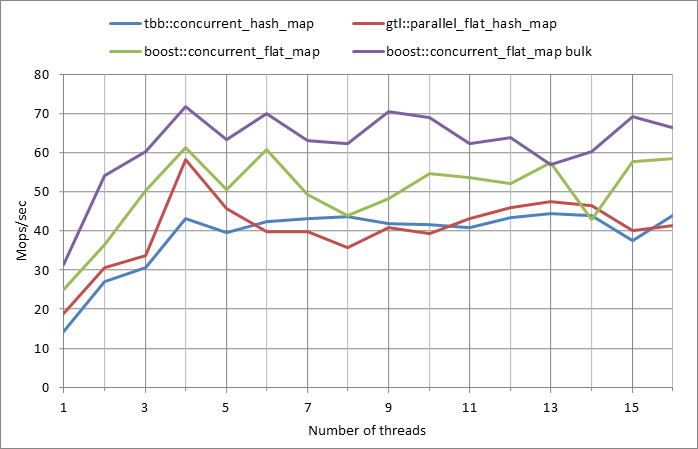 tbb::concurrent_hash_map gtl::parallel_flat_hash_map
boost::concurrent_flat_map boost::concurrent_flat_map bulk
80
70
60
50
40
30
20
10
0
Mops/sec
1 3 5 7 9 11 13 15
Number of threads